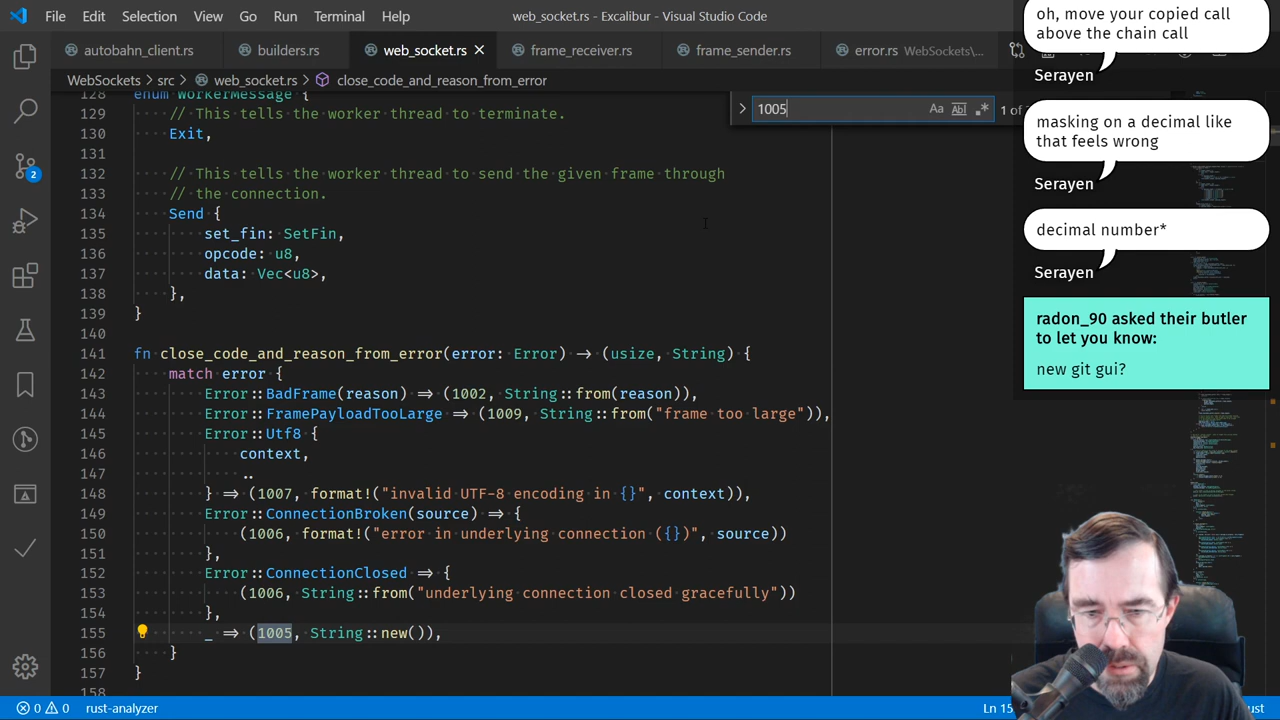 File Edit Selection View Go Run Terminal Help
web_socket.rs - Excalibur - Visual Studio Code
autobahn_client.rs builders.rs web_socket.rs frame_receiver.rs frame_sender.rs error.rs WebSockets\...
WebSockets > src > web_socket.rs > close_code_and_reason_from_error
1005
Aa Ab .* 1 of
128 enum WorkerMessage {
129 // This tells the worker thread to terminate.
130 Exit,
131
132 // This tells the worker thread to send the given frame through
133 // the connection.
134 Send {
135 set_fin: SetFin,
136 opcode: u8,
137 data: Vec<u8>,
138 },
139 }
140
141 fn close_code_and_reason_from_error(error: Error) -> (usize, String) {
142 match error {
143 Error::BadFrame(reason) => (1002, String::from(reason)),
144 Error::FramePayloadTooLarge => (1009, String::from("frame too large")),
145 Error::Utf8 {
146 context,
147 ..
148 } => (1007, format!("invalid UTF-8 encoding in {}", context)),
149 Error::ConnectionBroken(source) => {
150 (1006, format!("error in underlying connection ({})", source))
151 },
152 Error::ConnectionClosed => {
153 (1006, String::from("underlying connection closed gracefully"))
154 },
155 _ => (1005, String::new()),
156 }
157 }
158
2
0 0 rust-analyzer
Ln 15
oh, move your copied call
above the chain call
Serayen
masking on a decimal like
that feels wrong
Serayen
decimal number*
Serayen
radon_90 asked their butler
to let you know:
new git gui?